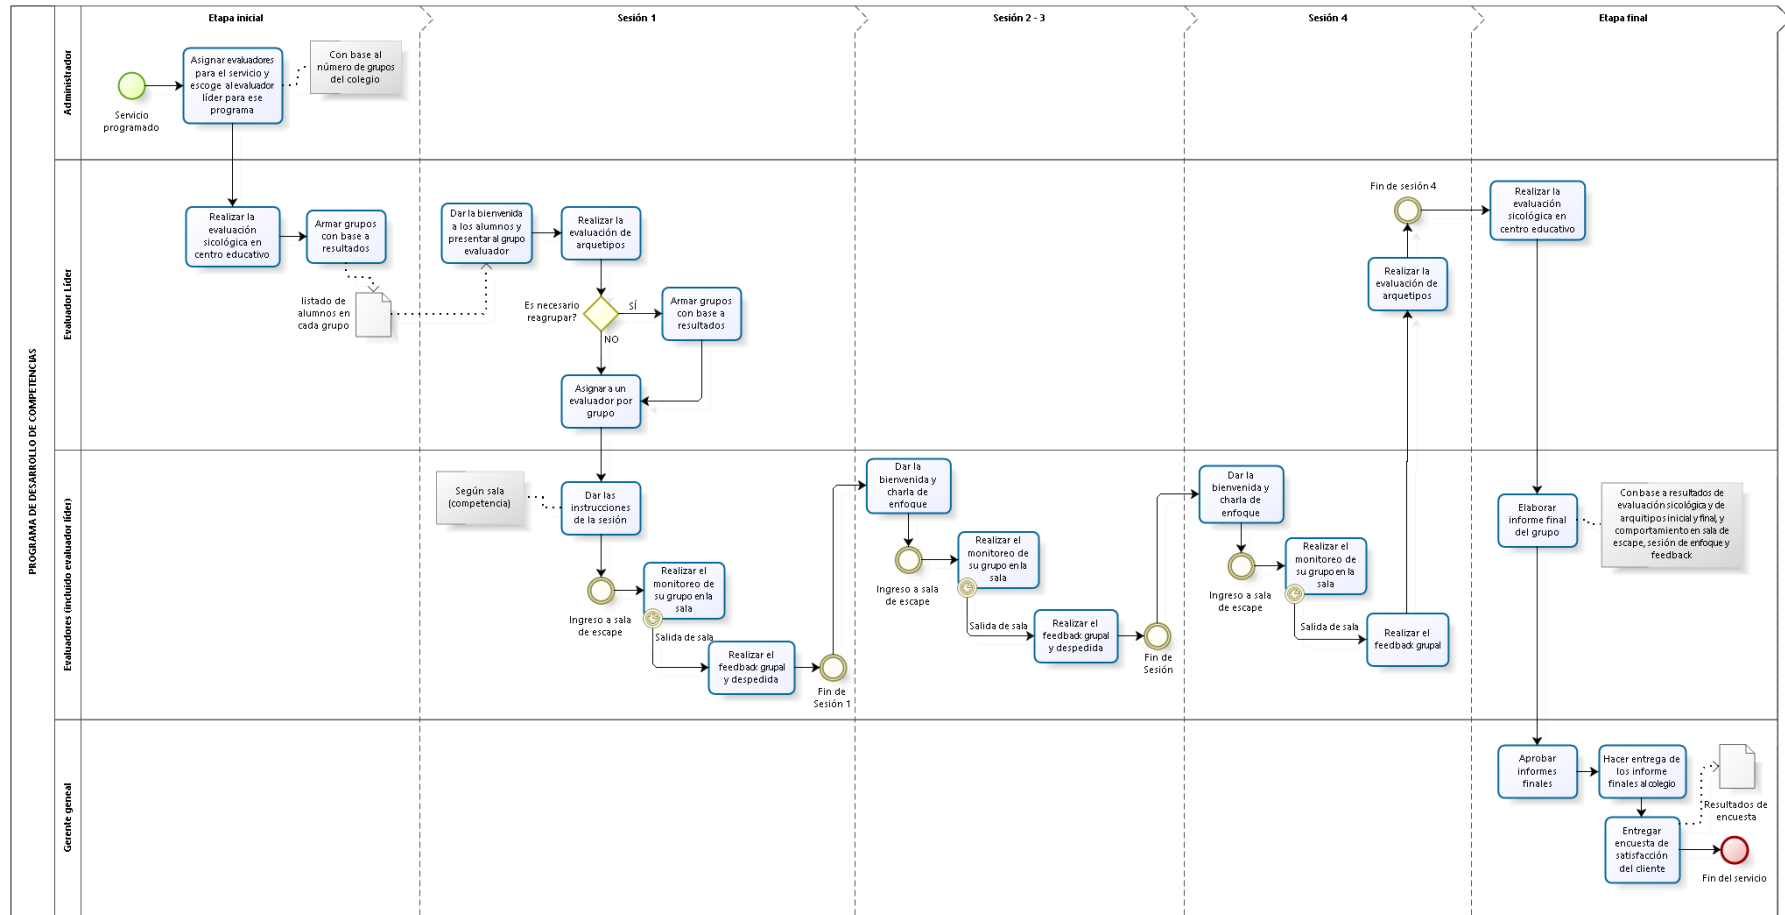 Etapa inicial
Sesión 1
Sesión 2 - 3
Sesión 4
Etapa final
PROGRAMA DE DESARROLLO DE COMPETENCIAS
Administrador
Servicio
programado
Asignar evaluadores
para el servicio y
escoge al evaluador
líder para ese
programa
Con base al
número de grupos
del colegio
Evaluador Líder
Realizar la
evaluación
sicológica en
centro educativo
Armar grupos
con base a
resultados
listado de
alumnos en
cada grupo
Dar la bienvenida
a los alumnos y
presentar al grupo
evaluador
Realizar la
evaluación de
arquetipos
Es necesario
reagrupar?
SÍ
NO
Armar grupos
con base a
resultados
Asignar a un
evaluador por
grupo
Fin de sesión 4
Realizar la
evaluación de
arquetipos
Realizar la
evaluación
sicológica en
centro educativo
Evaluadores (incluido evaluador líder)
Según sala
(competencia)
Dar las
instrucciones
de la sesión
Ingreso a sala
de escape
Realizar el
monitoreo de
su grupo en la
sala
Salida de sala
Realizar el
feedback grupal
y despedida
Fin de
Sesión 1
Dar la
bienvenida y
charla de
enfoque
Ingreso a sala
de escape
Realizar el
monitoreo de
su grupo en la
sala
Salida de sala
Realizar el
feedback grupal
y despedida
Fin de
Sesión
Dar la
bienvenida y
charla de
enfoque
Ingreso a sala
de escape
Realizar el
monitoreo de
su grupo en la
sala
Salida de sala
Realizar el
feedback grupal
Elaborar
informe final
del grupo
Con base a resultados de
evaluación sicológica y de
arquitipos inicial y final, y
comportamiento en sala de
escape, sesión de enfoque y
feedback
Gerente geneal
Aprobar
informes
finales
Hacer entrega de
los informe
finales al colegio
Resultados de
encuesta
Entregar
encuesta de
satisfacción
del cliente
Fin del servicio